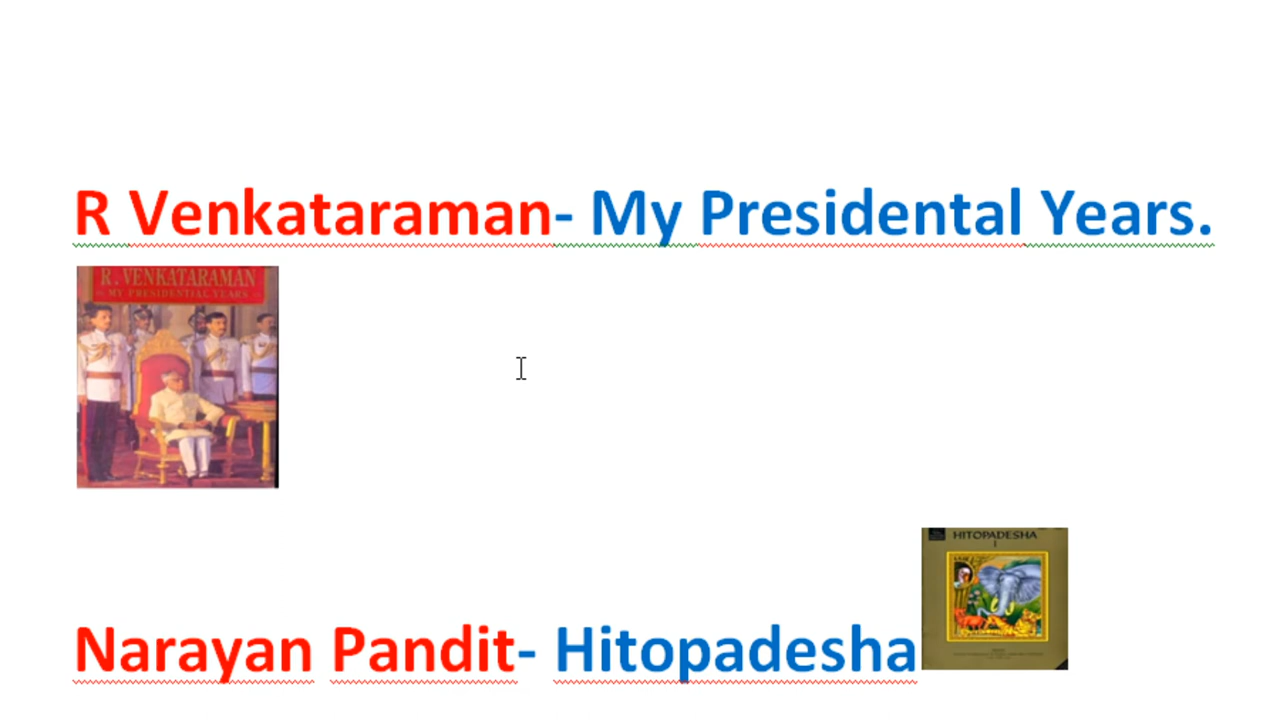 R Venkataraman- My Presidental Years.
R. VENKATARAMAN
MY PRESIDENTIAL YEARS
HITOPADESHA
I
Narayan Pandit- Hitopadesha